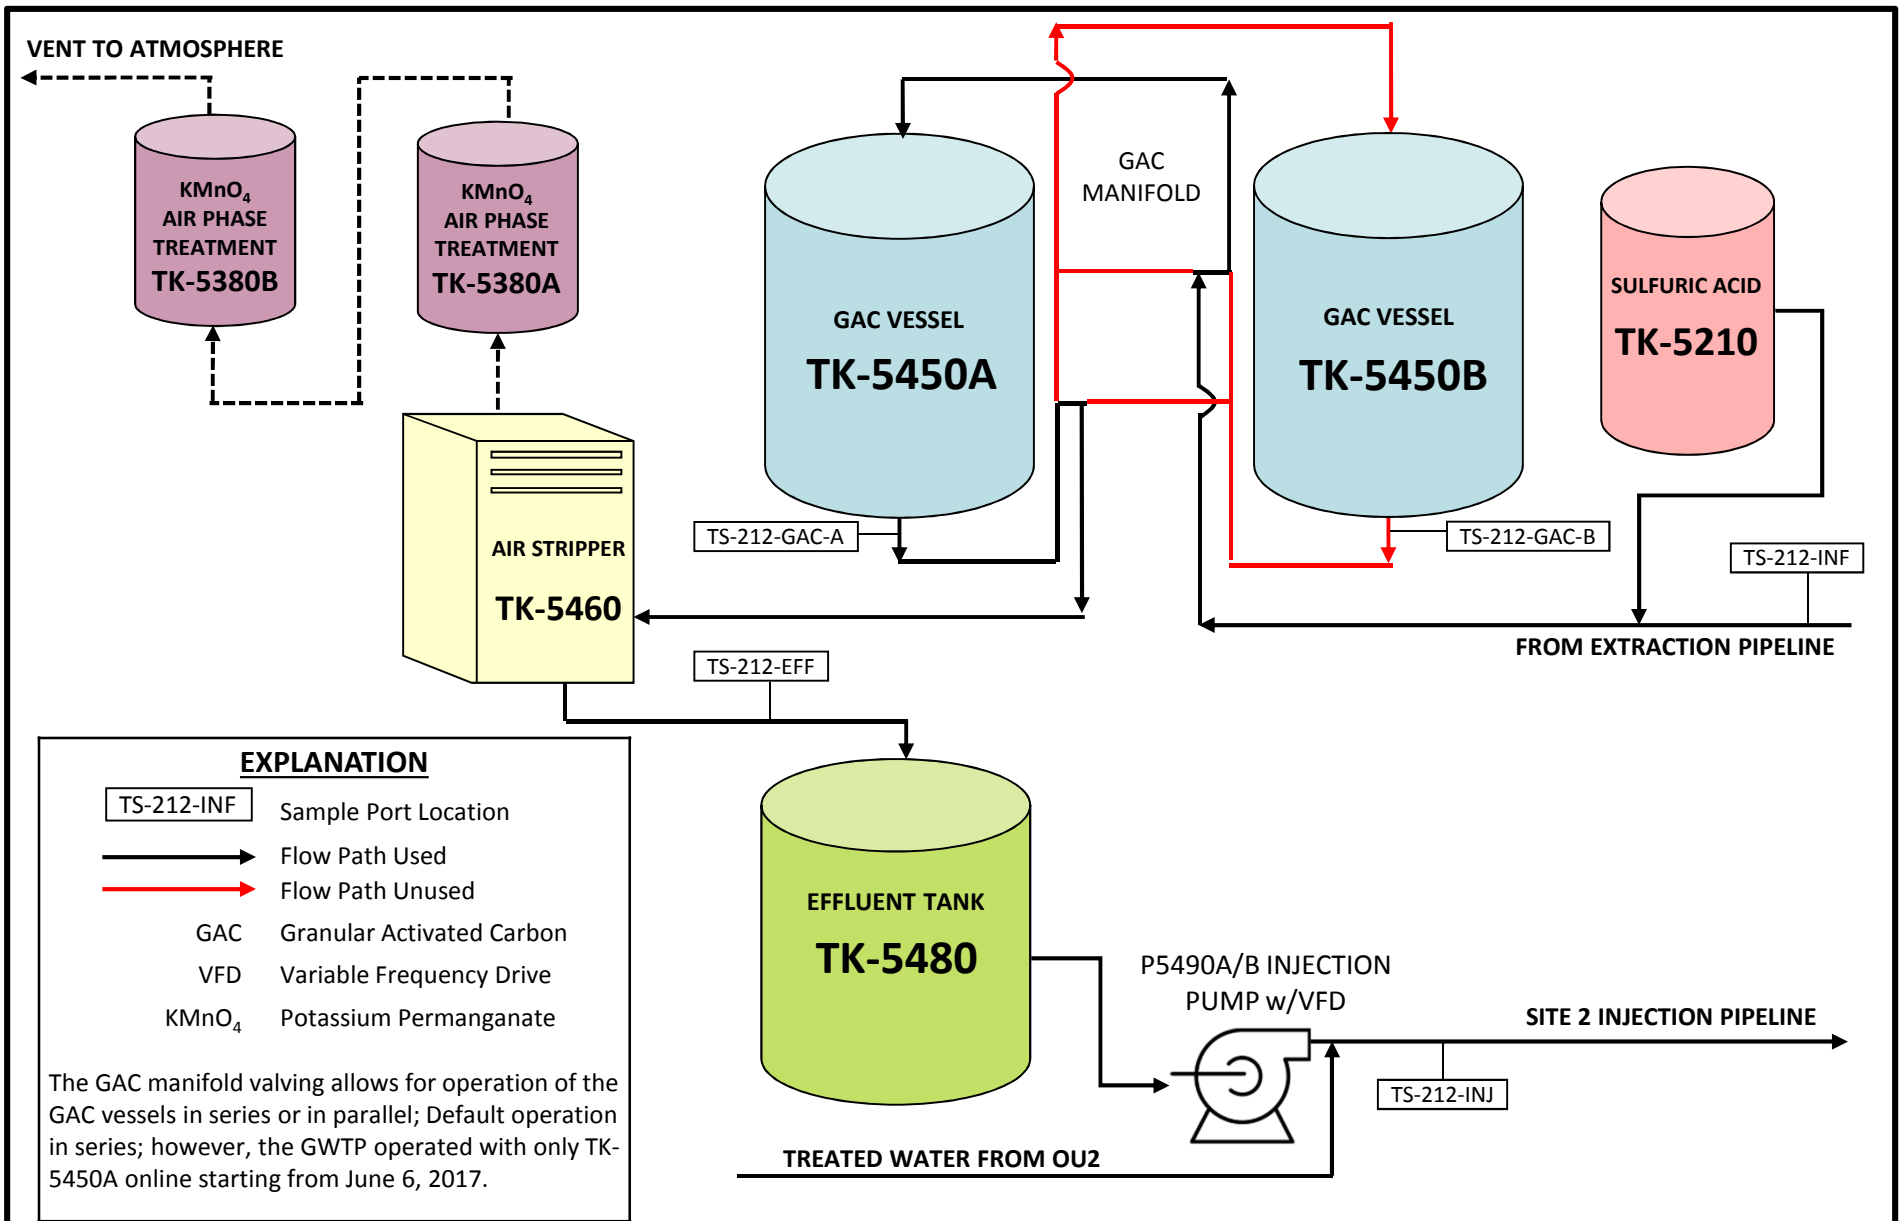 VENT TO ATMOSPHERE
KMnO₄
AIR PHASE
TREATMENT
TK-5380B
KMnO₄
AIR PHASE
TREATMENT
TK-5380A
GAC
MANIFOLD
GAC VESSEL
TK-5450A
GAC VESSEL
TK-5450B
SULFURIC ACID
TK-5210
TS-212-GAC-A
TS-212-GAC-B
TS-212-INF
AIR STRIPPER
TK-5460
FROM EXTRACTION PIPELINE
TS-212-EFF
EXPLANATION
TS-212-INF Sample Port Location
Flow Path Used
Flow Path Unused
GAC Granular Activated Carbon
VFD Variable Frequency Drive
KMnO₄ Potassium Permanganate
The GAC manifold valving allows for operation of the
GAC vessels in series or in parallel; Default operation
in series; however, the GWTP operated with only TK-
5450A online starting from June 6, 2017.
EFFLUENT TANK
TK-5480
P5490A/B INJECTION
PUMP w/VFD
SITE 2 INJECTION PIPELINE
TS-212-INJ
TREATED WATER FROM OU2